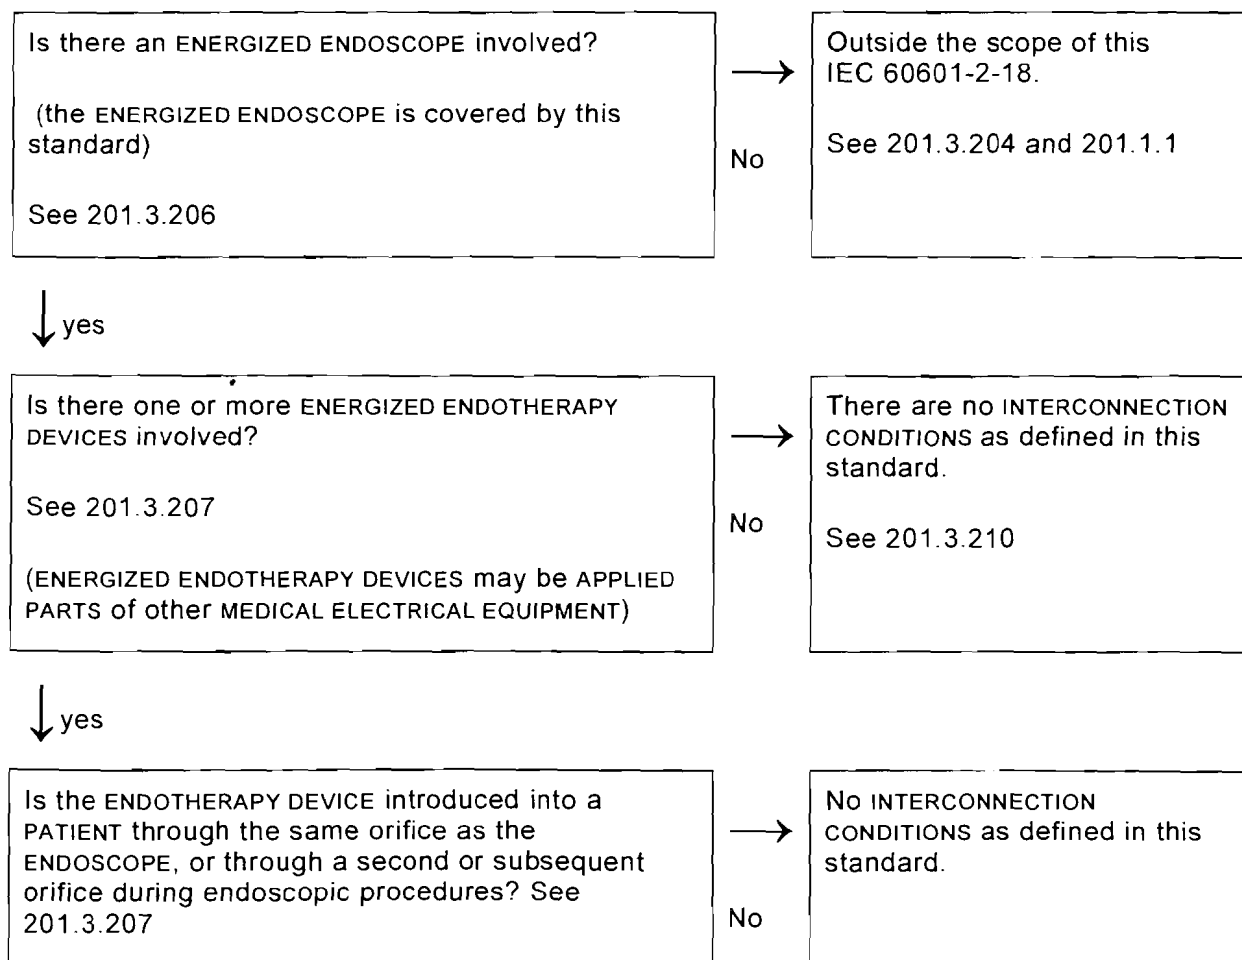 Is there an ENERGIZED ENDOSCOPE involved?
(the ENERGIZED ENDOSCOPE is covered by this
standard)
See 201.3.206
No
Outside the scope of this
IEC 60601-2-18.
See 201.3.204 and 201.1.1
yes
Is there one or more ENERGIZED ENDOTHERAPY
DEVICES involved?
See 201.3.207
(ENERGIZED ENDOTHERAPY DEVICES may be APPLIED
PARTS of other MEDICAL ELECTRICAL EQUIPMENT)
No
There are no INTERCONNECTION
CONDITIONS as defined in this
standard.
See 201.3.210
yes
Is the ENDOTHERAPY DEVICE introduced into a
PATIENT through the same orifice as the
ENDOSCOPE, or through a second or subsequent
orifice during endoscopic procedures? See
201.3.207
No
No INTERCONNECTION
CONDITIONS as defined in this
standard.